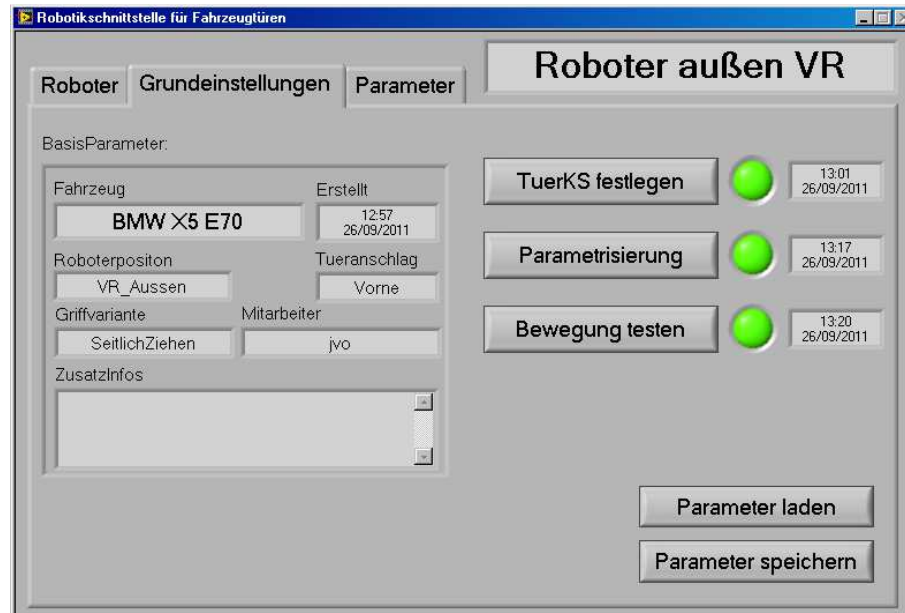 Robotikschnittstelle für Fahrzeugtüren
Roboter
Grundeinstellungen
Parameter
Roboter außen VR
BasisParameter:
Fahrzeug
Erstellt
BMW X5 E70
12:57
26/09/2011
Roboterpositon
Tueranschlag
VR_Aussen
Vorne
Griffvariante
Mitarbeiter
SeitlichZiehen
jvo
ZusatzInfos
TuerKS festlegen
13:01
26/09/2011
Parametrisierung
13:17
26/09/2011
Bewegung testen
13:20
26/09/2011
Parameter laden
Parameter speichern